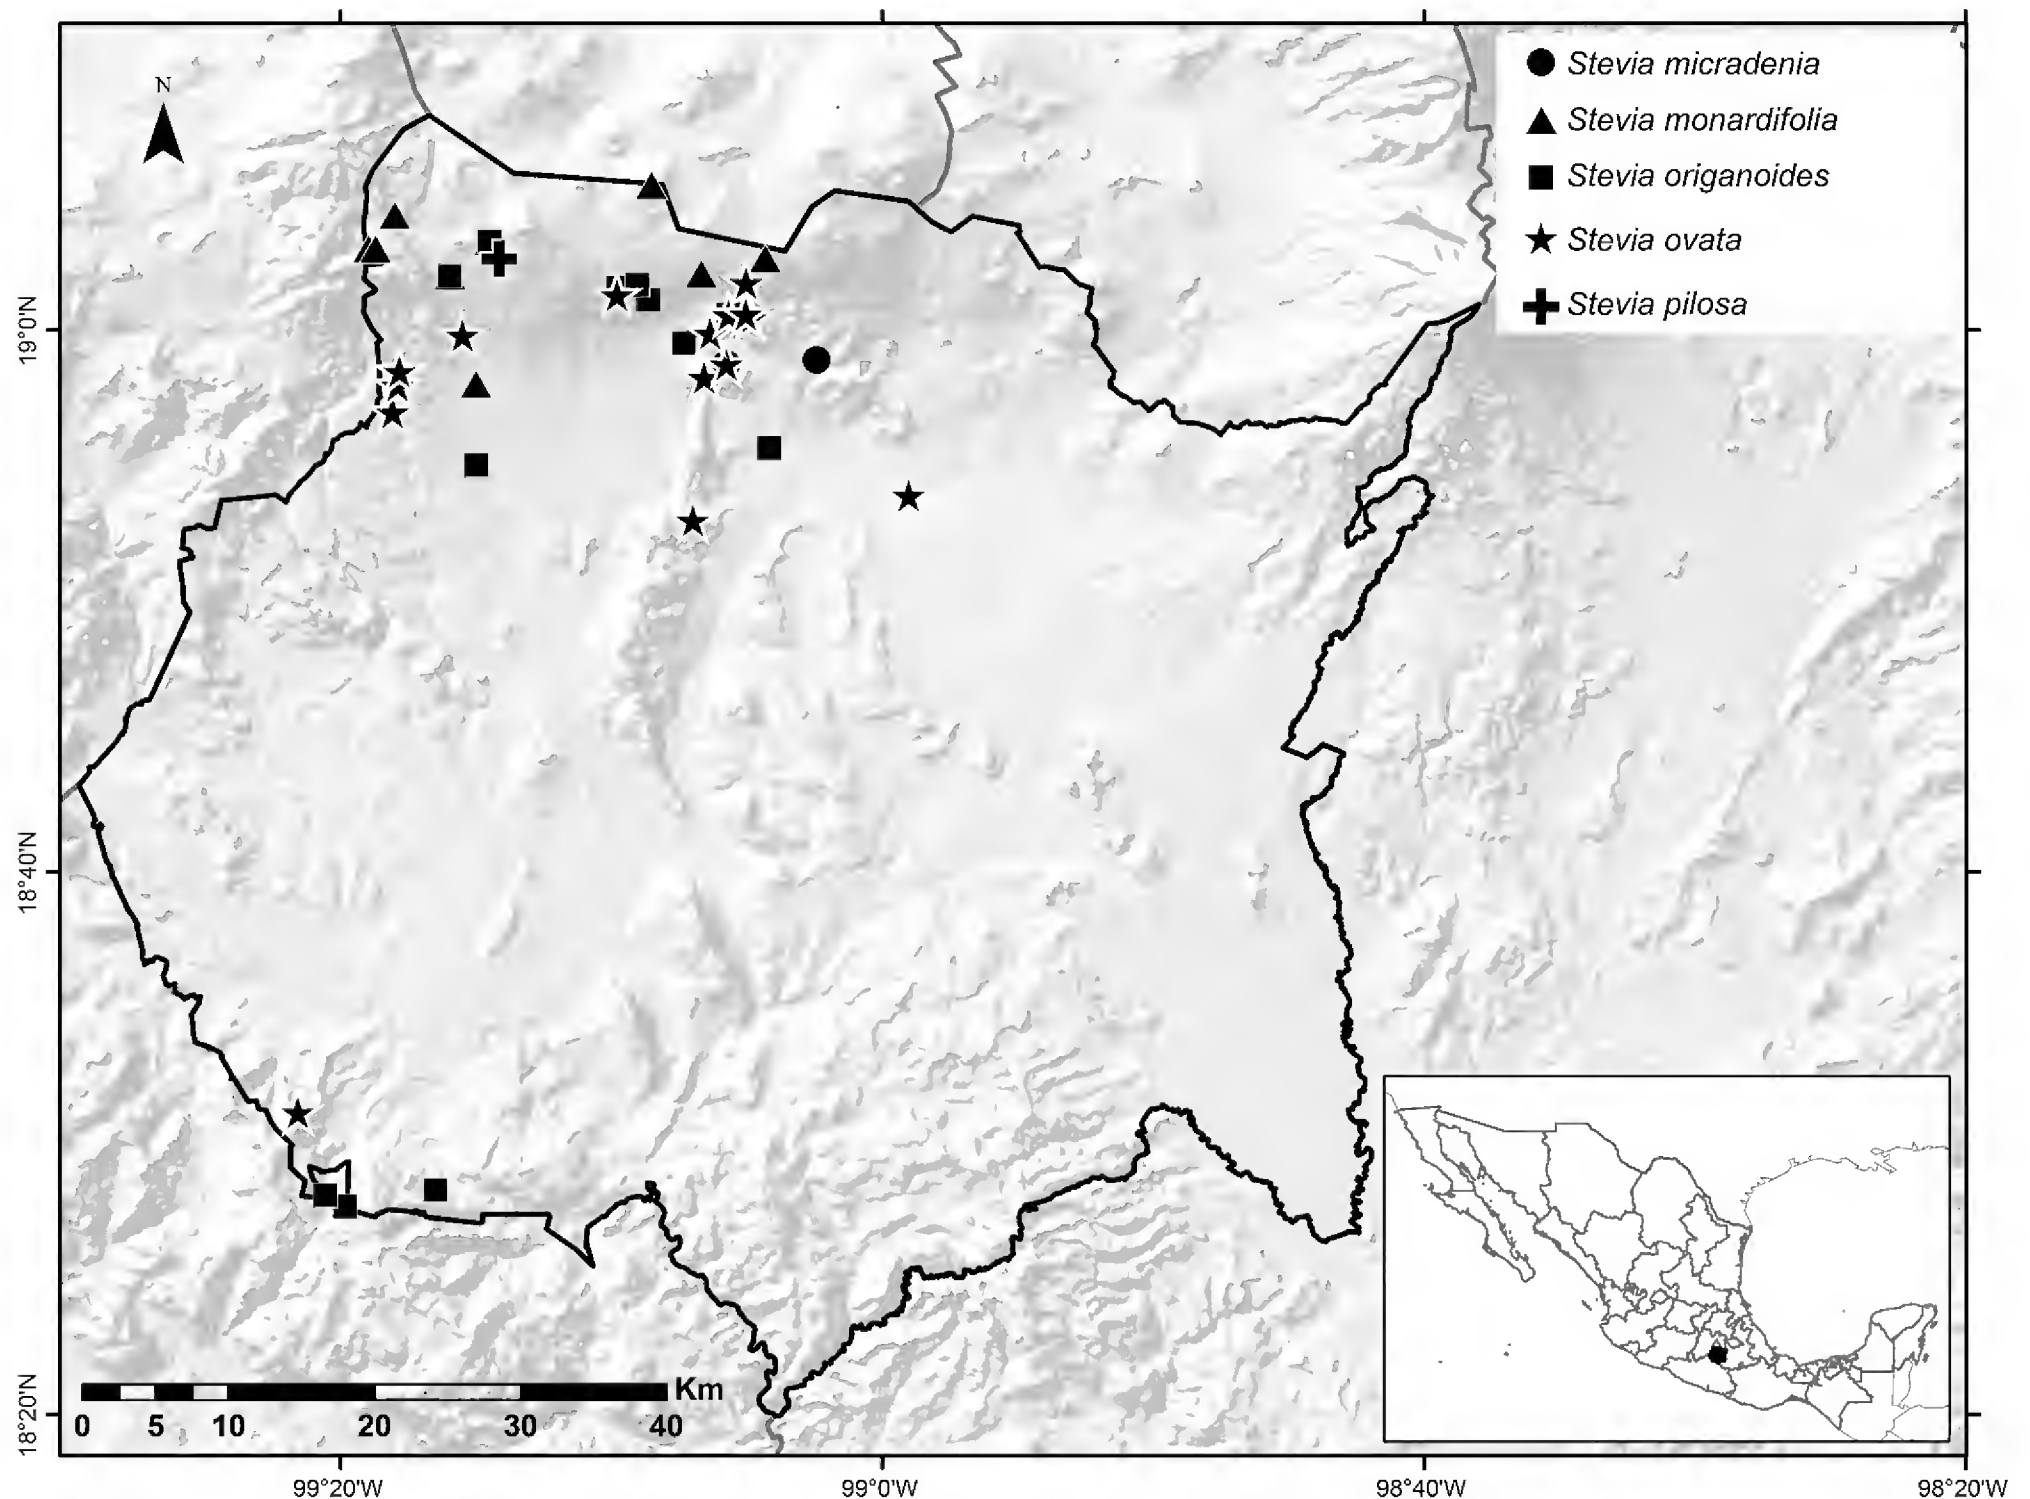 N
Stevia micradenia
Stevia monardifolia
Stevia origanoides
Stevia ovata
Stevia pilosa
19°0'N
18°40'N
18°20'N
Km
0 5 10 20 30 40
99°20'W 99°0'W 98°40'W 98°20'W